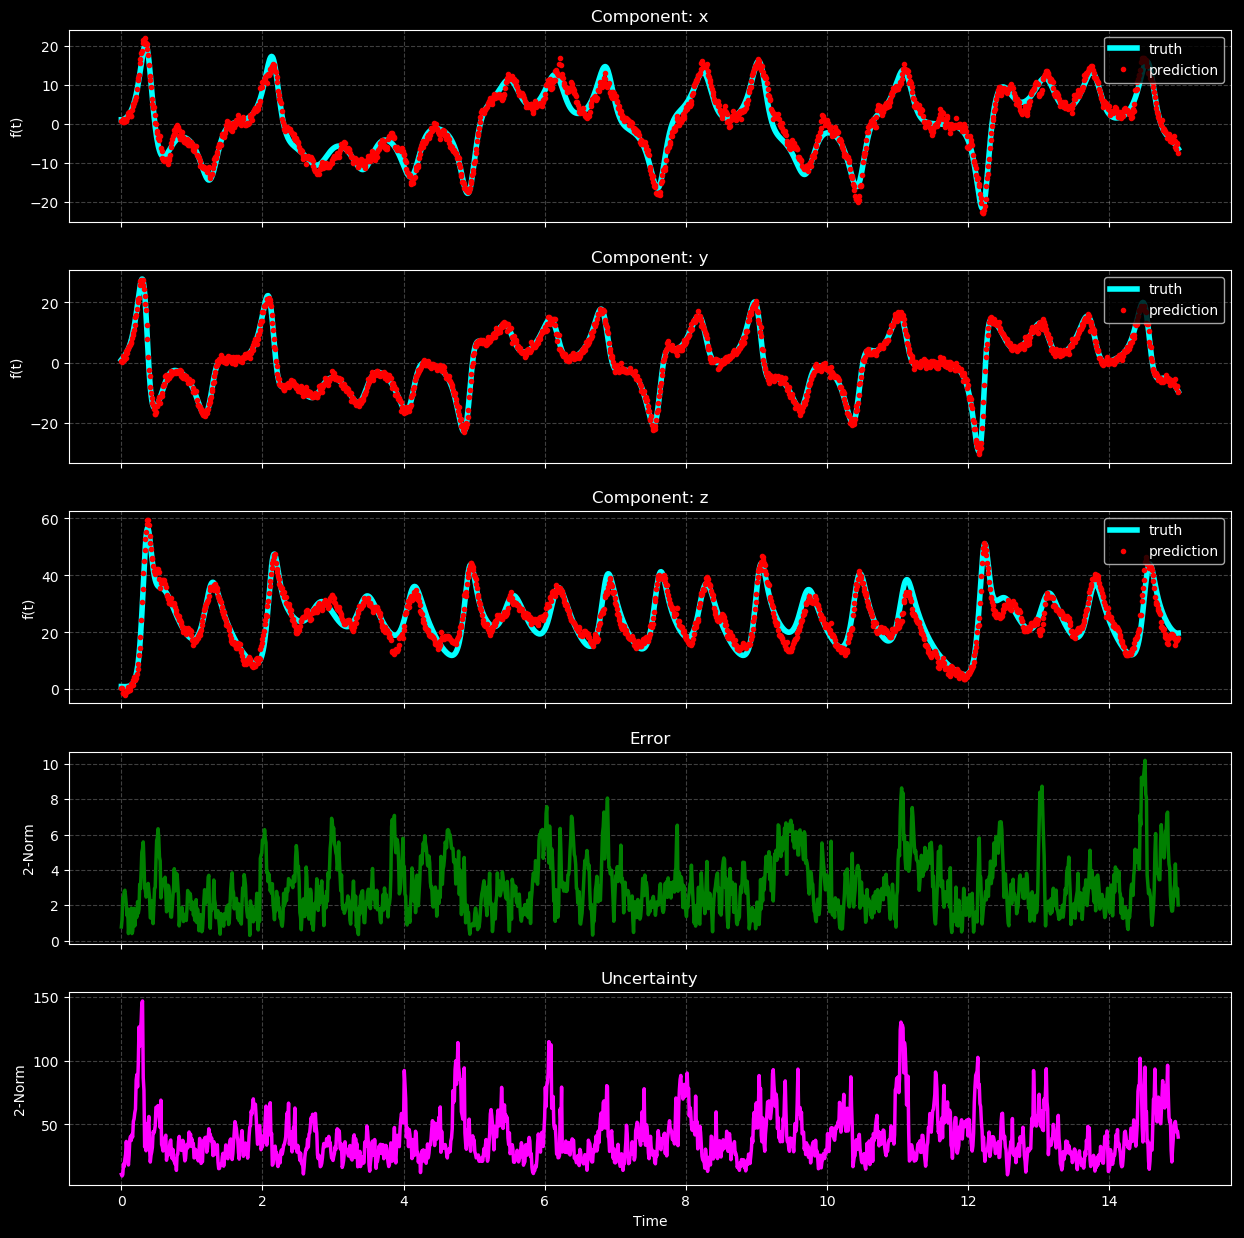 Component: x
f(t)
20
10
0
−10
−20
truth
prediction
Component: y
f(t)
20
0
−20
truth
prediction
Component: z
f(t)
60
40
20
0
truth
prediction
Error
2-Norm
10
8
6
4
2
0
Uncertainty
2-Norm
150
100
50
0 2 4 6 8 10 12 14
Time